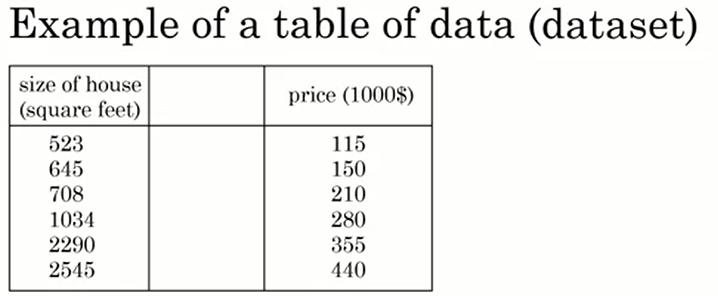 Example of a table of data (dataset)
size of house
(square feet)
price (1000$)
523 115
645 150
708 210
1034 280
2290 355
2545 440